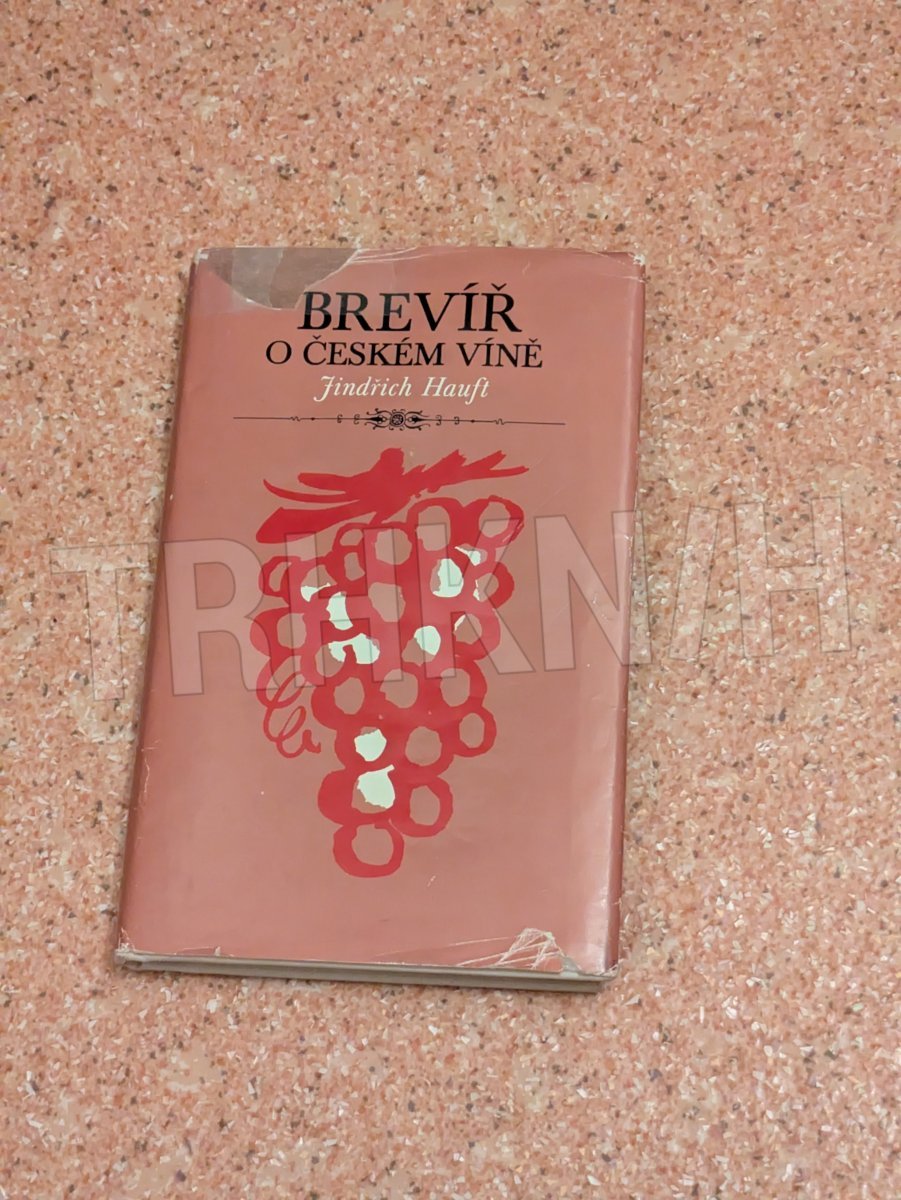 BREVÍŘ
O ČESKÉM VÍNĚ
Jindřich Hauft
TRHKNIH